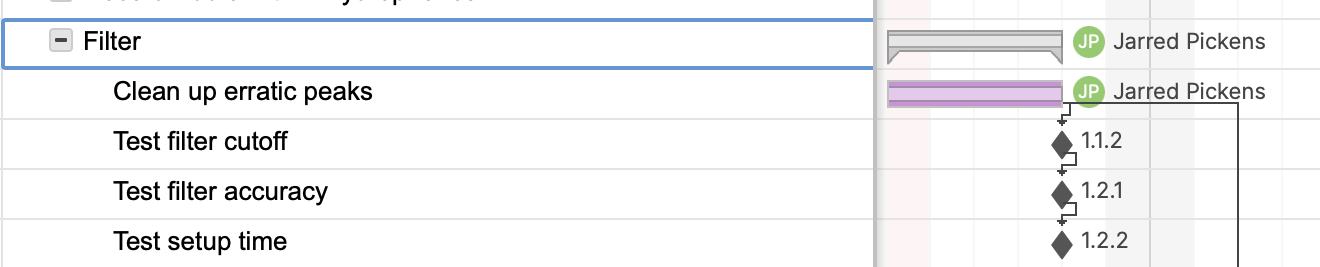 Filter
JP Jarred Pickens
Clean up erratic peaks
JP Jarred Pickens
Test filter cutoff
1.1.2
Test filter accuracy
1.2.1
Test setup time
1.2.2